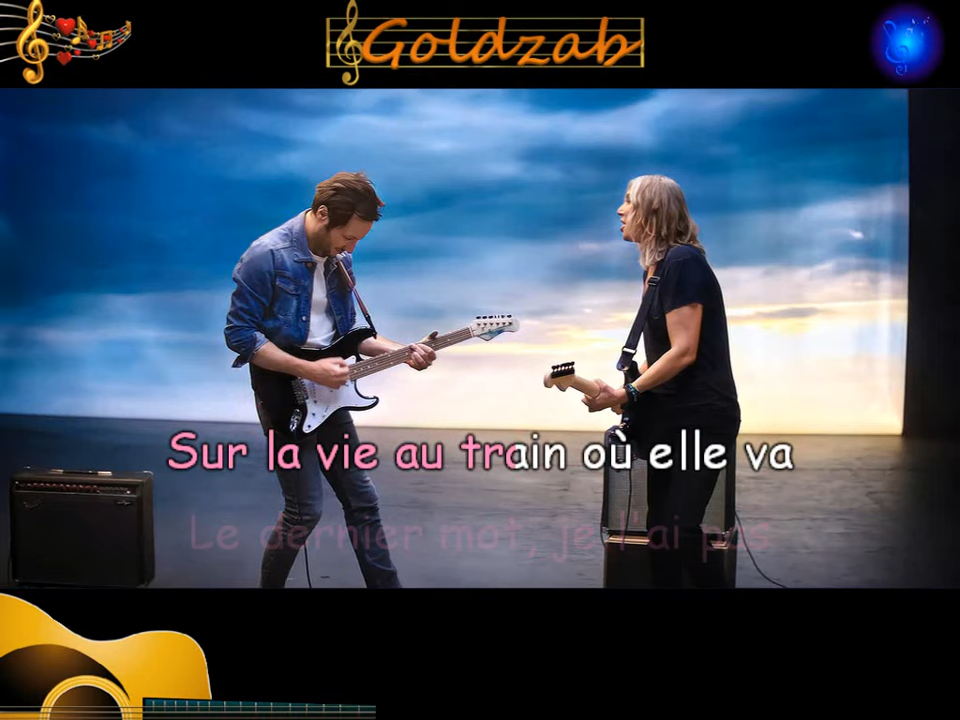 Goldzab
Sur la vie au train où elle va
Le dernier mot, je l'ai pas